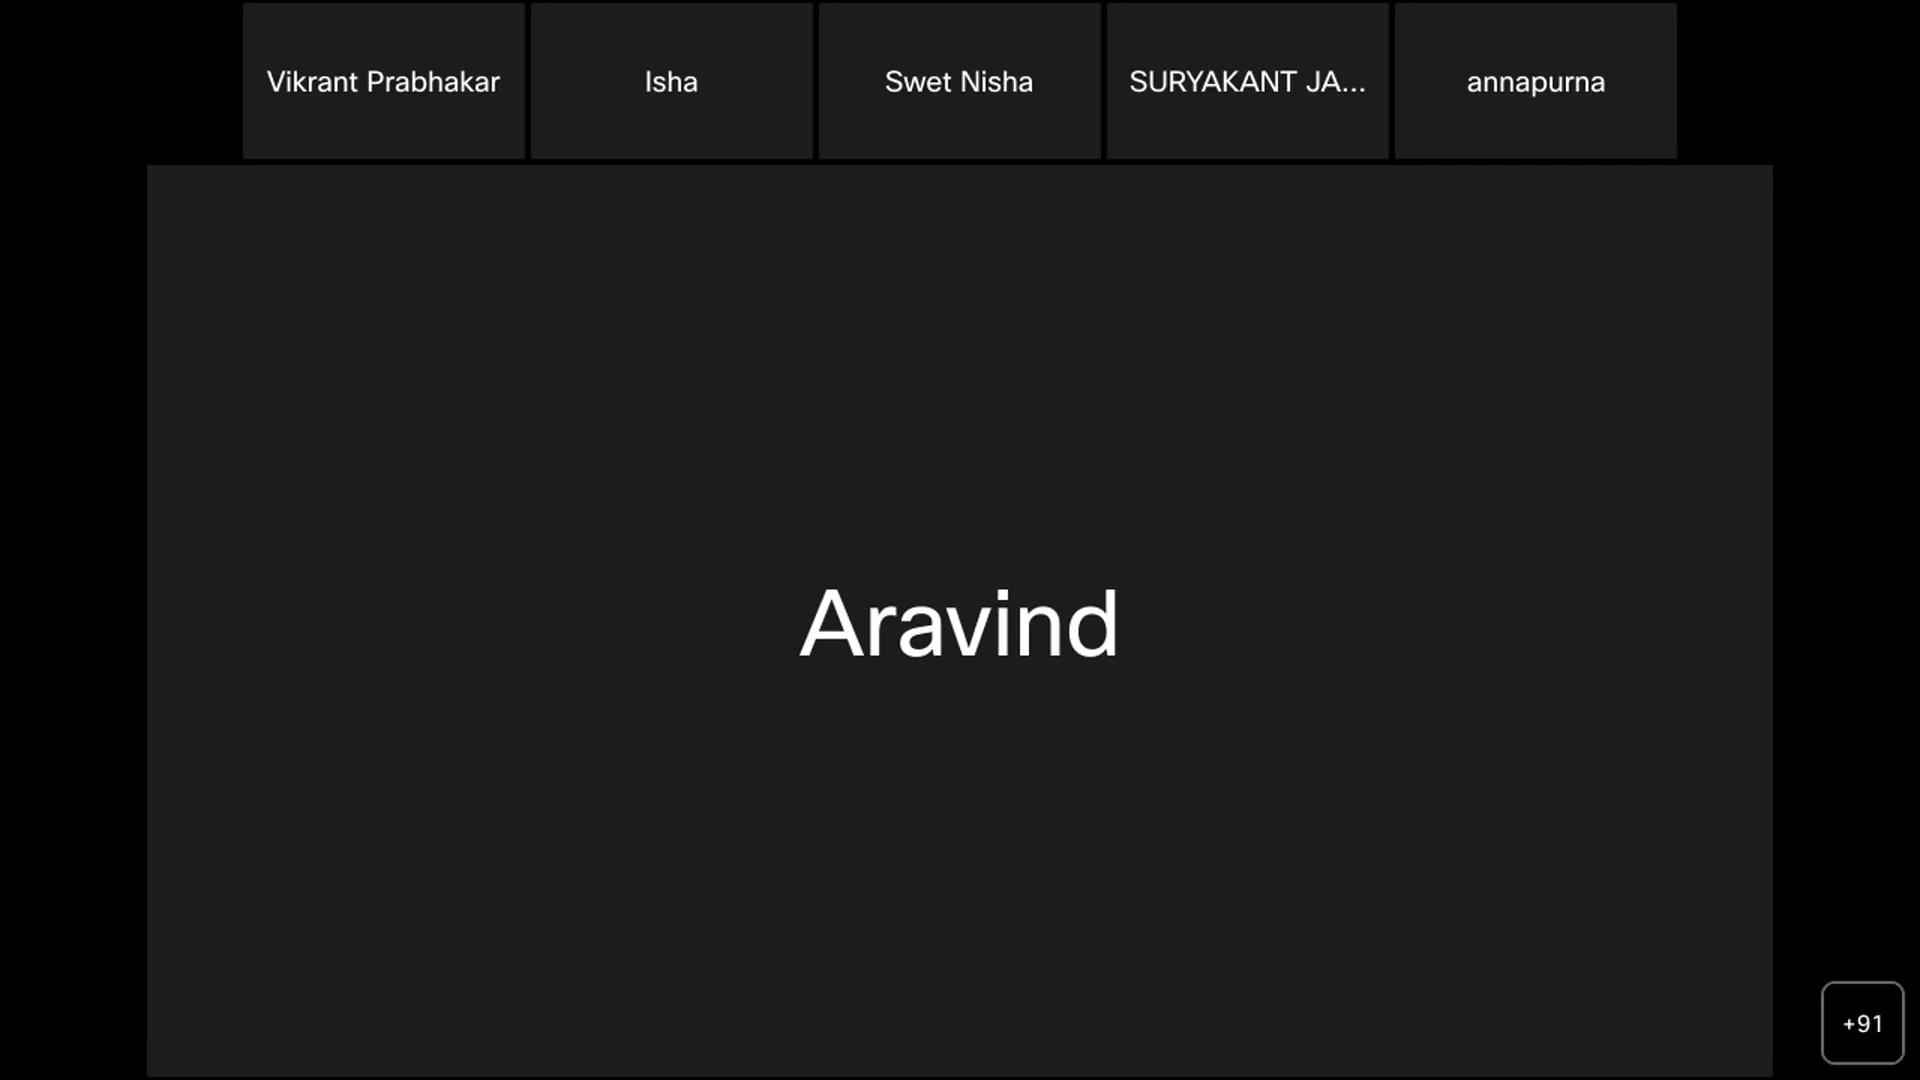 Vikrant Prabhakar
Isha
Swet Nisha
SURYAKANT JA...
annapurna
Aravind
+91